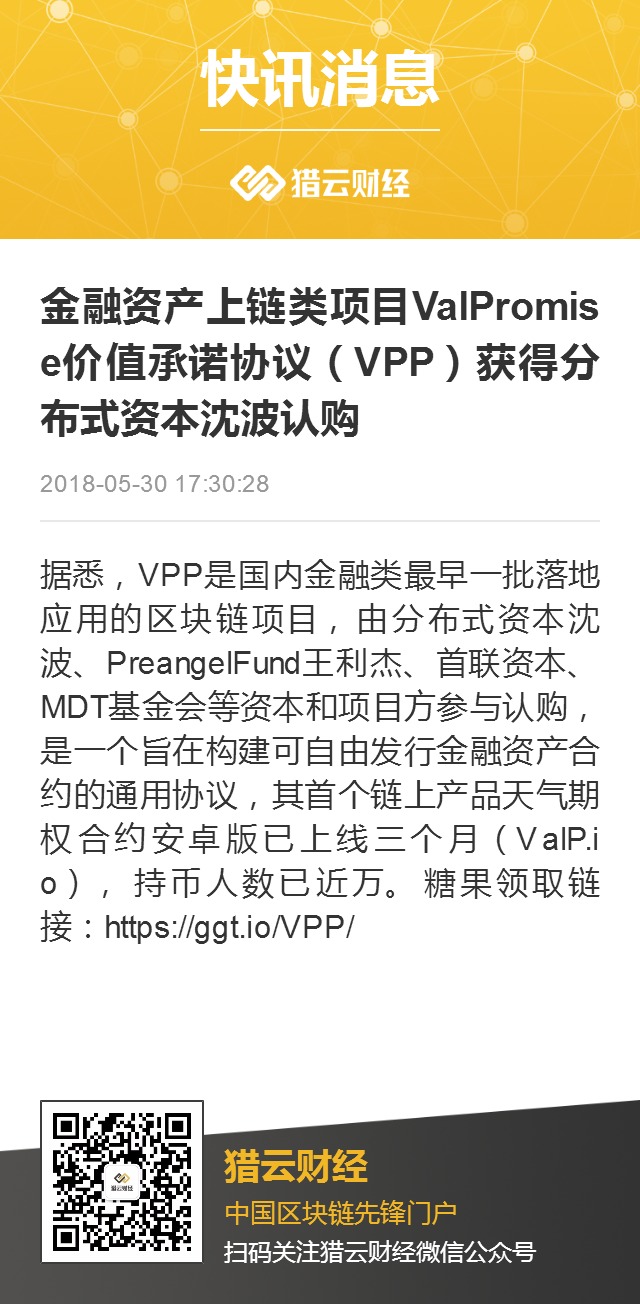 快讯消息
猎云财经
金融资产上链类项目ValPromis
e价值承诺协议（VPP）获得分
布式资本沈波认购
2018-05-30 17:30:28
据悉，VPP是国内金融类最早一批落地
应用的区块链项目，由分布式资本沈
波、PreangelFund王利杰、首联资本、
MDT基金会等资本和项目方参与认购，
是一个旨在构建可自由发行金融资产合
约的通用协议，其首个链上产品天气期
权合约安卓版已上线三个月（ValP.i
o），持币人数已近万。糖果领取链
接：https://ggt.io/VPP/
猎云财经
猎云财经
中国区块链先锋门户
扫码关注猎云财经微信公众号